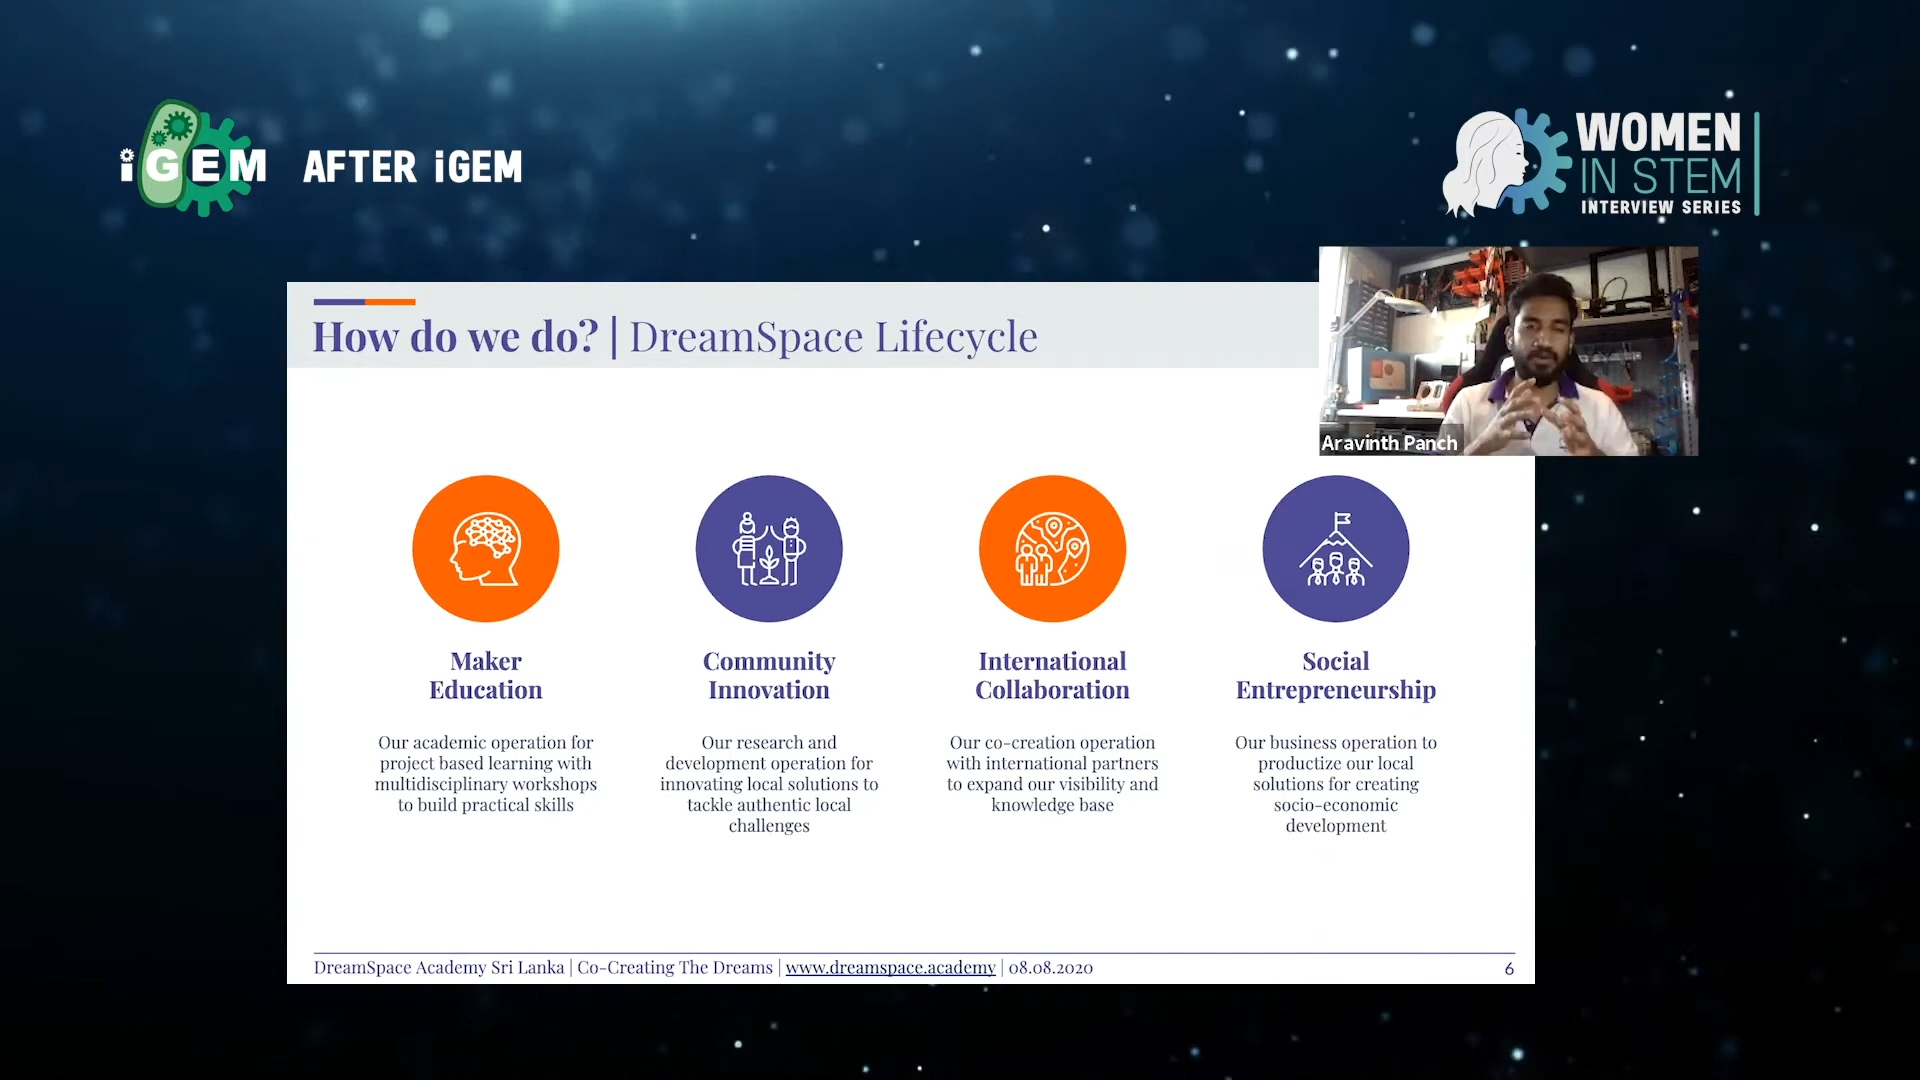 iGEM AFTER iGEM
WOMEN
IN STEM
INTERVIEW SERIES
How do we do? | DreamSpace Lifecycle
Aravinth Panch
Maker
Education
Our academic operation for
project based learning with
multidisciplinary workshops
to build practical skills
Community
Innovation
Our research and
development operation for
innovating local solutions to
tackle authentic local
challenges
International
Collaboration
Our co-creation operation
with international partners
to expand our visibility and
knowledge base
Social
Entrepreneurship
Our business operation to
productize our local
solutions for creating
socio-economic
development
DreamSpace Academy Sri Lanka | Co-Creating The Dreams | www.dreamspace.academy | 08.08.2020
6